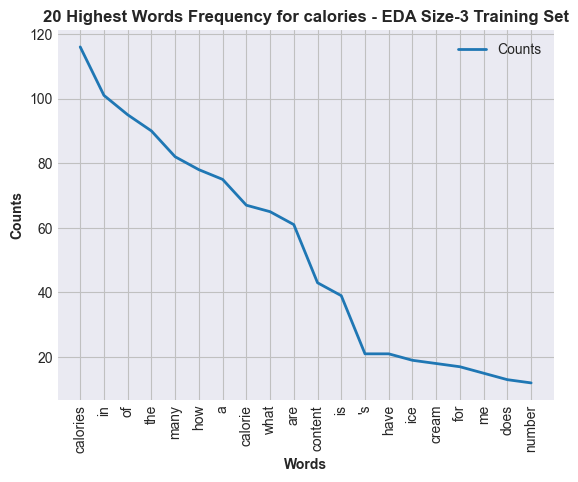 20 Highest Words Frequency for calories - EDA Size-3 Training Set
Counts
120
100
80
60
40
20
Counts
calories
in
of
the
many
how
a
calorie
what
are
content
is
's
have
ice
cream
for
me
does
number
Words